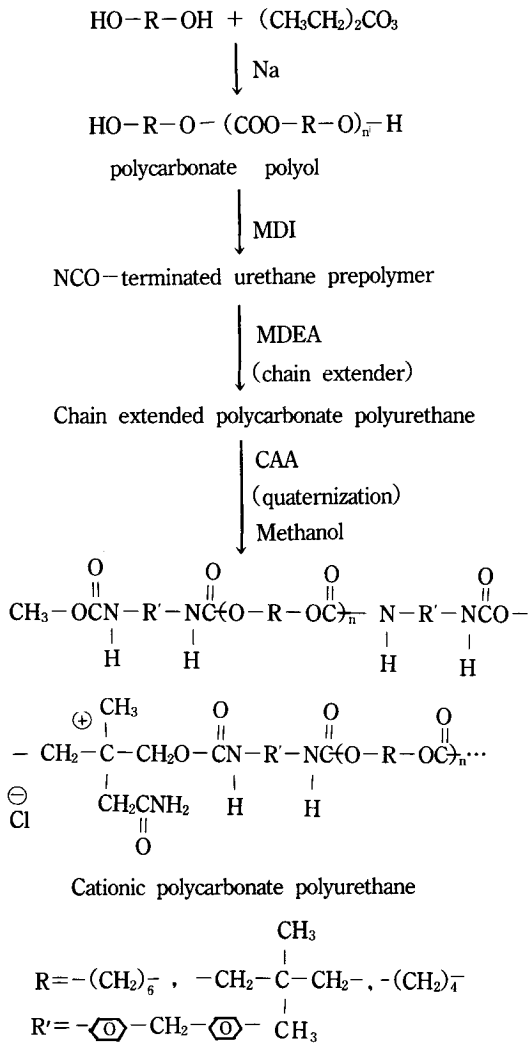 HO-R-OH + (CH3CH2)2CO3
Na
HO-R-O-(COO-R-O)n-H
polycarbonate polyol
MDI
NCO-terminated urethane prepolymer
MDEA
(chain extender)
Chain extended polycarbonate polyurethane
CAA
(quaternization)
Methanol
O O O O
CH3-OCN-R'-NC(O-R-OC)n-N-R'-NCO-
H H H H
CH3 O O O
⊕
-CH2-C-CH2O-CN-R'-NC(O-R-OC)n…
⊖
Cl
CH2CNH2 H H
O
Cationic polycarbonate polyurethane
CH3
R=-(CH2)6-, -CH2-C-CH2-, -(CH2)4-
R'=-O-CH2-O- CH3